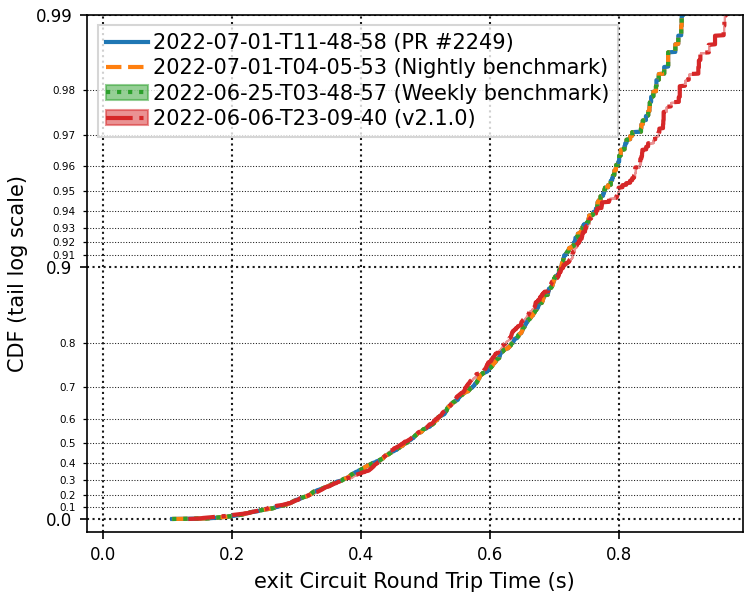 0.99
2022-07-01-T11-48-58 (PR #2249)
2022-07-01-T04-05-53 (Nightly benchmark)
2022-06-25-T03-48-57 (Weekly benchmark)
2022-06-06-T23-09-40 (v2.1.0)
0.98
0.97
0.96
0.95
0.94
0.93
0.92
0.91
0.9
0.8
0.7
0.6
0.5
0.4
0.3
0.2
0.1
0.0
CDF (tail log scale)
0.0 0.2 0.4 0.6 0.8
exit Circuit Round Trip Time (s)